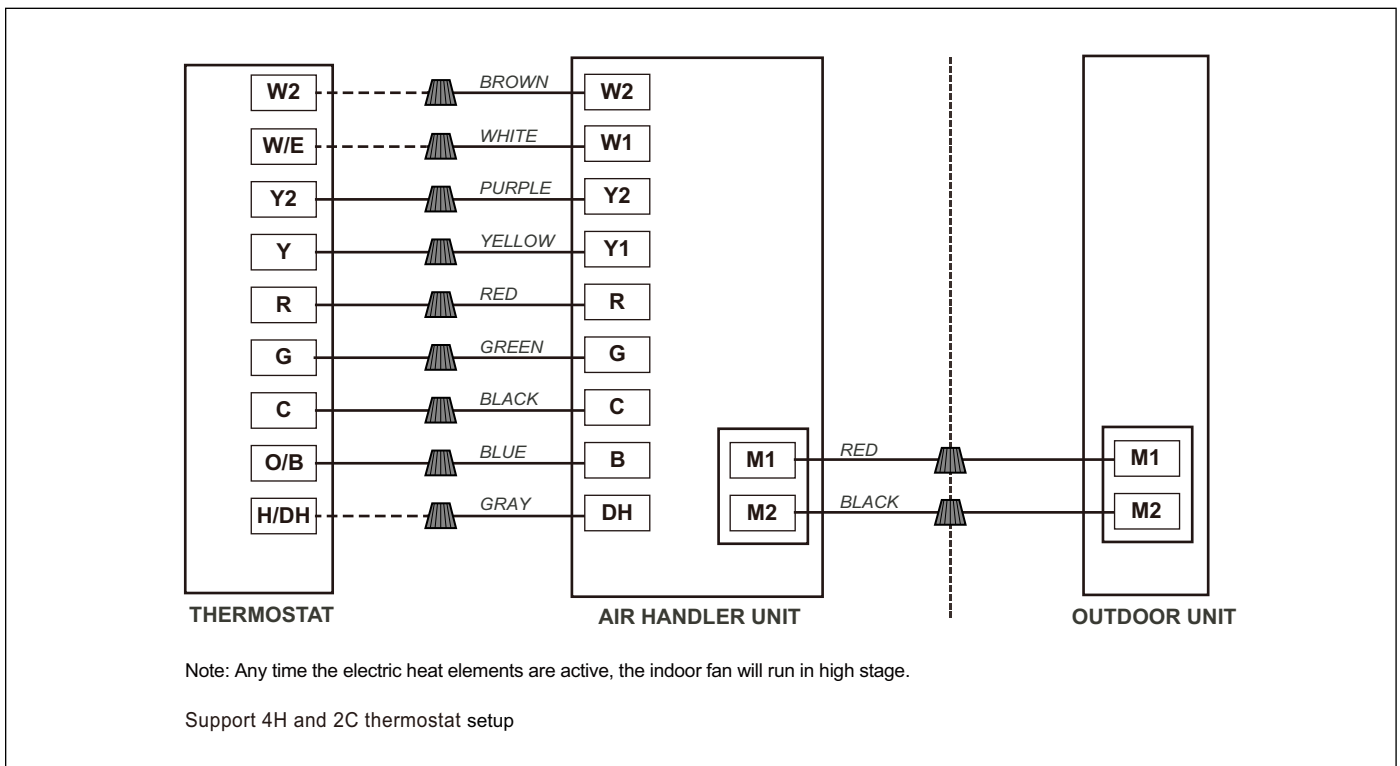 W2 BROWN W2
W/E WHITE W1
Y2 PURPLE Y2
Y YELLOW Y1
R RED R
G GREEN G
C BLACK C
O/B BLUE B M1 RED M1
H/DH GRAY DH M2 BLACK M2
THERMOSTAT AIR HANDLER UNIT OUTDOOR UNIT
Note: Any time the electric heat elements are active, the indoor fan will run in high stage.
Support 4H and 2C thermostat setup